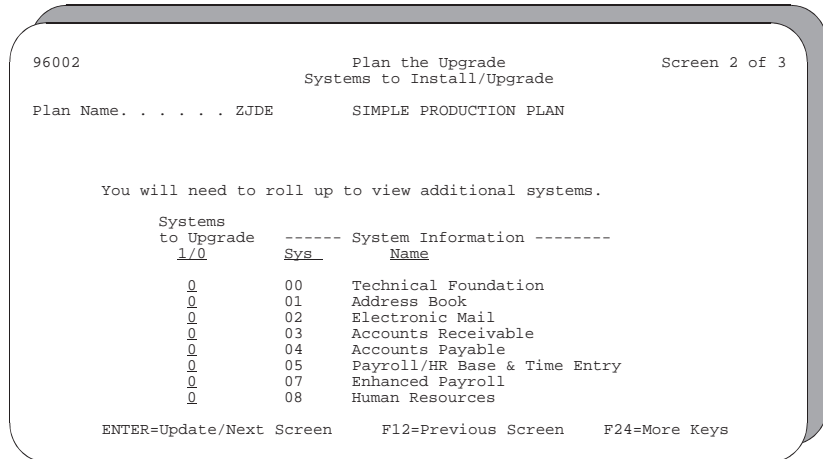 96002 Plan the Upgrade Screen 2 of 3
Systems to Install/Upgrade
Plan Name. . . . . . ZJDE SIMPLE PRODUCTION PLAN
You will need to roll up to view additional systems.
Systems
to Upgrade ------ System Information --------
1/0 Sys Name
0 00 Technical Foundation
0 01 Address Book
0 02 Electronic Mail
0 03 Accounts Receivable
0 04 Accounts Payable
0 05 Payroll/HR Base & Time Entry
0 07 Enhanced Payroll
0 08 Human Resources
ENTER=Update/Next Screen F12=Previous Screen F24=More Keys